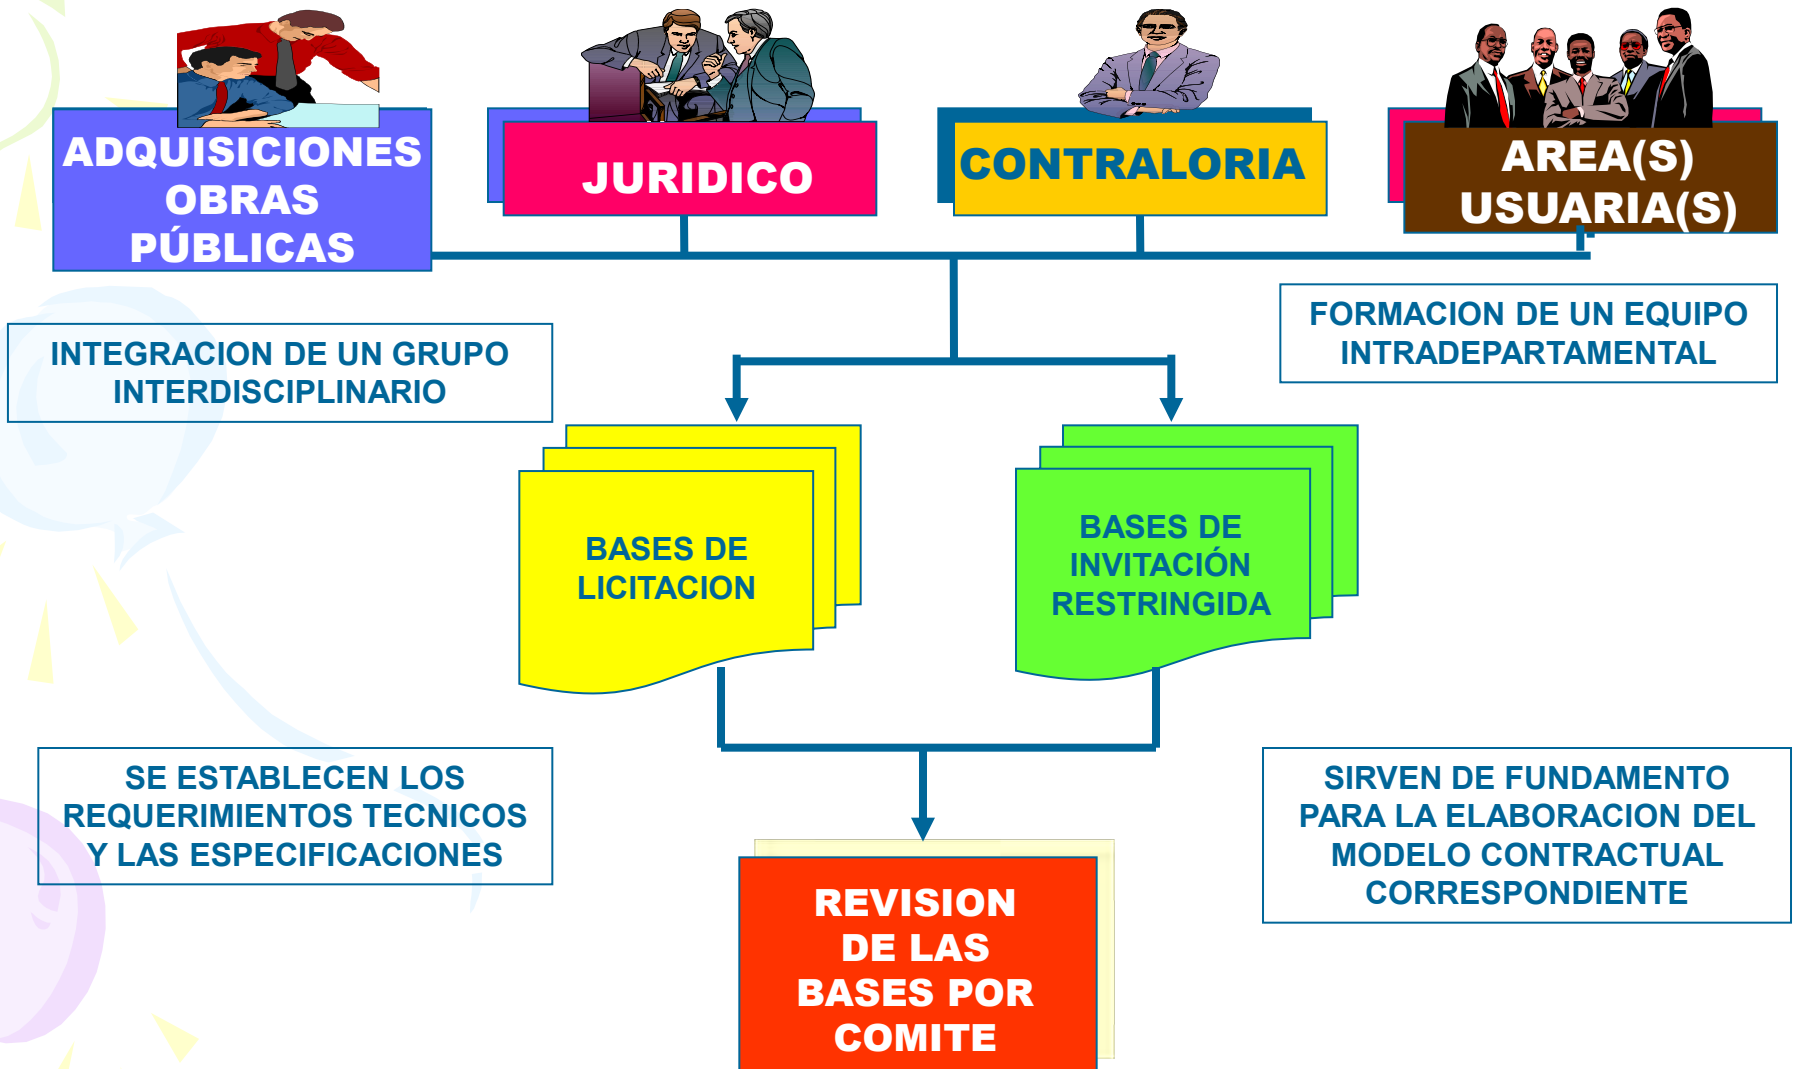 ADQUISICIONES
OBRAS
PÚBLICAS
JURIDICO
CONTRALORIA
AREA(S)
USUARIA(S)
INTEGRACION DE UN GRUPO
INTERDISCIPLINARIO
FORMACION DE UN EQUIPO
INTRADEPARTAMENTAL
BASES DE
LICITACION
BASES DE
INVITACIÓN
RESTRINGIDA
SE ESTABLECEN LOS
REQUERIMIENTOS TECNICOS
Y LAS ESPECIFICACIONES
SIRVEN DE FUNDAMENTO
PARA LA ELABORACION DEL
MODELO CONTRACTUAL
CORRESPONDIENTE
REVISION
DE LAS
BASES POR
COMITE